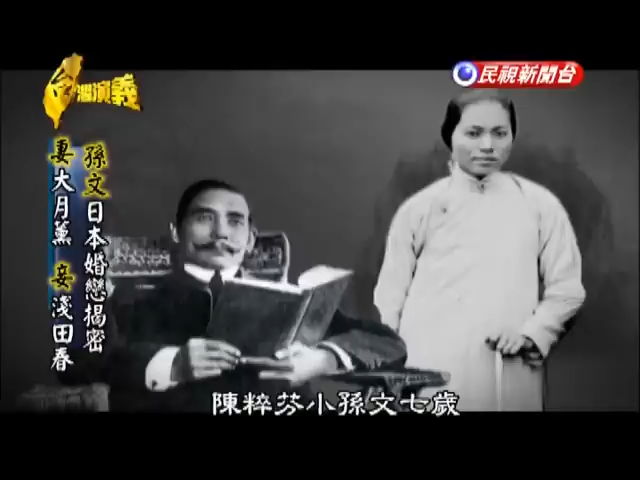 台灣演義
民視新聞台
孫文日本婚戀揭密
妻大月薰 妾淺田春
陳粹芬小孫文七歲